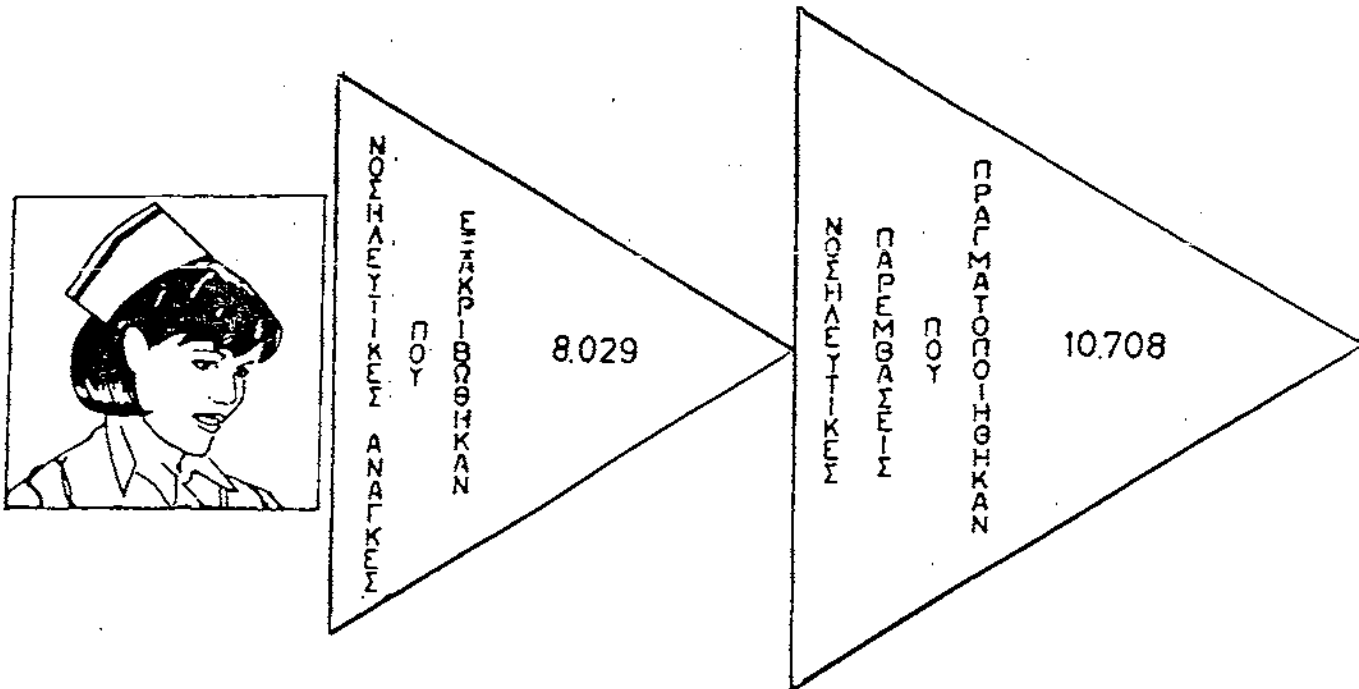 ΝΟΣΗΛΕΥΤΙΚΕΣ ΑΝΑΓΚΕΣ
ΠΟΥ
ΕΞΑΚΡΙΒΩΘΗΚΑΝ
8.029
ΝΟΣΗΛΕΥΤΙΚΕΣ
ΠΑΡΕΜΒΑΣΕΙΣ
ΠΟΥ
ΠΡΑΓΜΑΤΟΠΟΙΗΘΗΚΑΝ
10.708